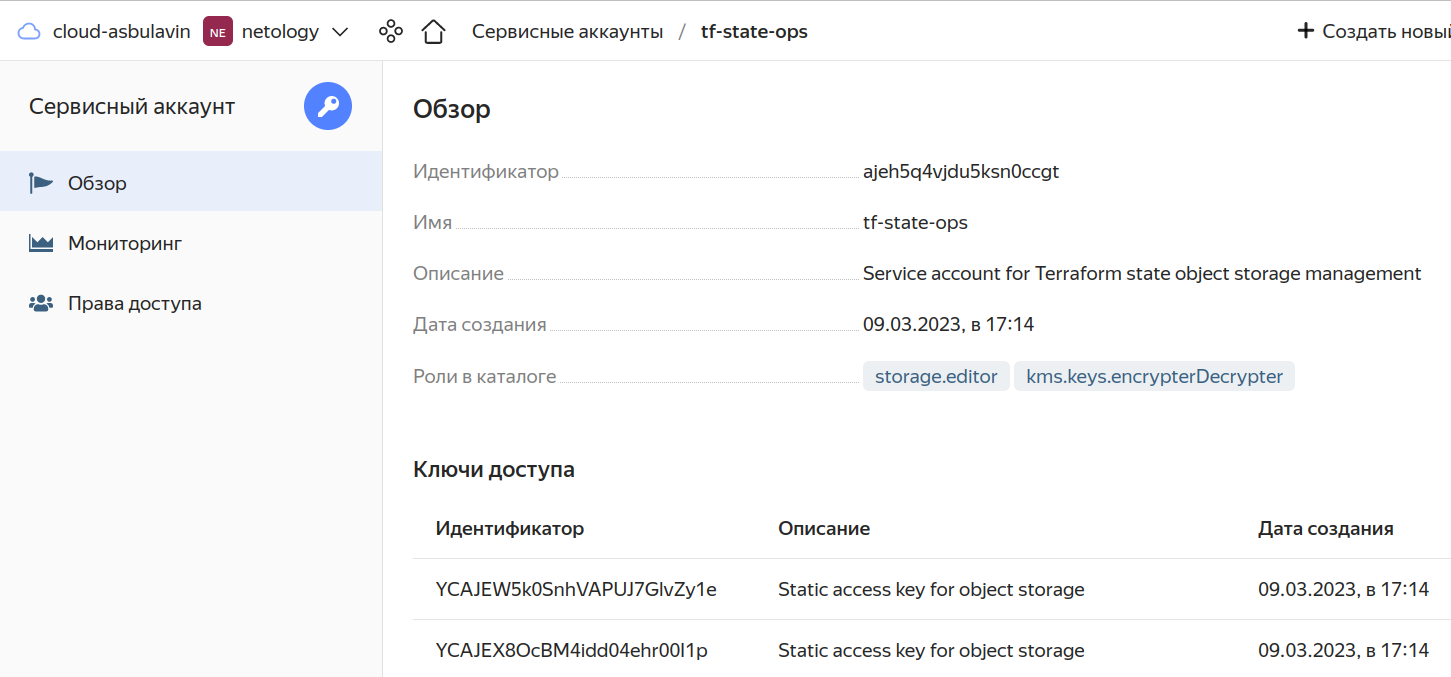 cloud-asbulavin NE netology Сервисные аккаунты / tf-state-ops Создать новый
Сервисный аккаунт
Обзор
Мониторинг
Права доступа
Обзор
Идентификатор ajeh5q4vjdu5ksn0ccgt
Имя tf-state-ops
Описание Service account for Terraform state object storage management
Дата создания 09.03.2023, в 17:14
Роли в каталоге storage.editor kms.keys.encrypterDecrypter
Ключи доступа
Идентификатор Описание Дата создания
YCAJEW5k0SnhVAPUJ7GlvZy1e Static access key for object storage 09.03.2023, в 17:14
YCAJEX8OcBM4idd04ehr00I1p Static access key for object storage 09.03.2023, в 17:14